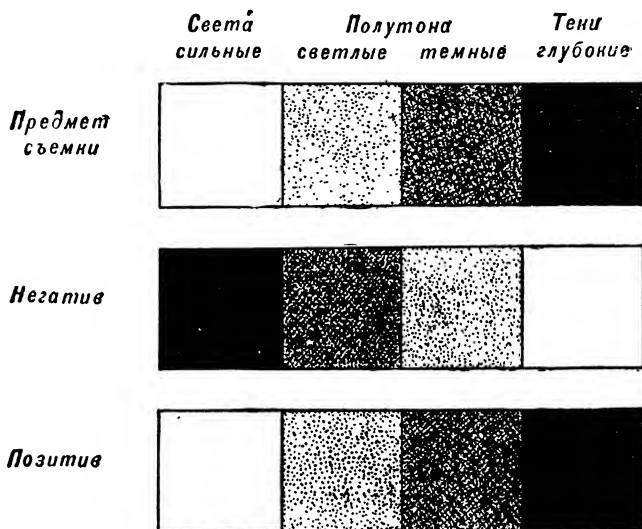 Света Полутона Тени
сильные светлые темные глубокие
Предмет
съемки
Негатив
Позитив